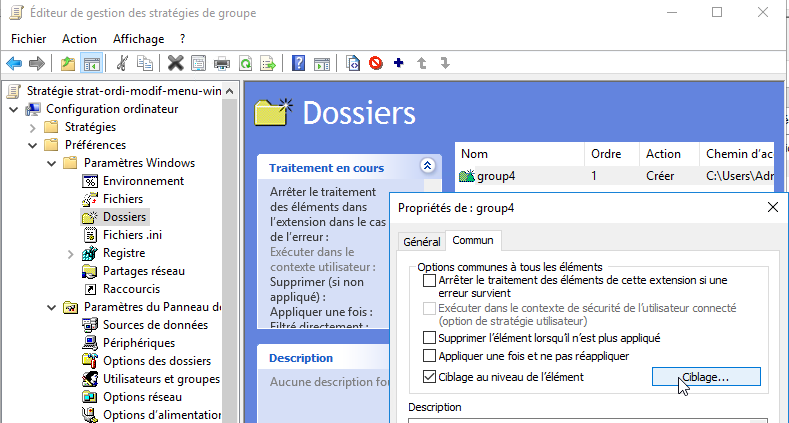 Éditeur de gestion des stratégies de groupe
Fichier Action Affichage ?
Stratégie strat-ordi-modif-menu-win
Configuration ordinateur
Stratégies
Préférences
Paramètres Windows
Environnement
Fichiers
Dossiers
Fichiers .ini
Registre
Partages réseau
Raccourcis
Paramètres du Panneau de
Sources de données
Périphériques
Options des dossiers
Utilisateurs et groupes
Options réseau
Options d'alimentation
Dossiers
Traitement en cours
Arrêter le traitement
des éléments dans
l'extension dans le cas
de l'erreur :
Exécuter dans le
contexte utilisateur :
Supprimer (si non
appliqué) :
Appliquer une fois :
Filtré directement :
Description
Aucune description fou
Nom Ordre Action Chemin d'ac
group4 1 Créer C:\Users\Adr
Propriétés de : group4
Général Commun
Options communes à tous les éléments
Arrêter le traitement des éléments de cette extension si une
erreur survient
Exécuter dans le contexte de sécurité de l'utilisateur connecté
(option de stratégie utilisateur)
Supprimer l'élément lorsqu'il n'est plus appliqué
Appliquer une fois et ne pas réappliquer
Ciblage au niveau de l'élément Ciblage...
Description